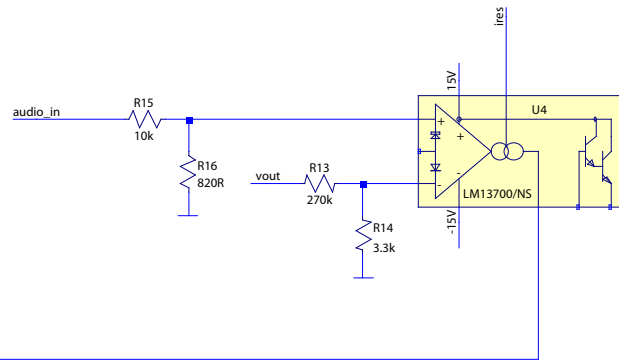 ires
15V
U4
R15
audio_in
10k
+
+
R16
820R
R13
vout
270k
-
-
LM13700/NS
-15V
R14
3.3k